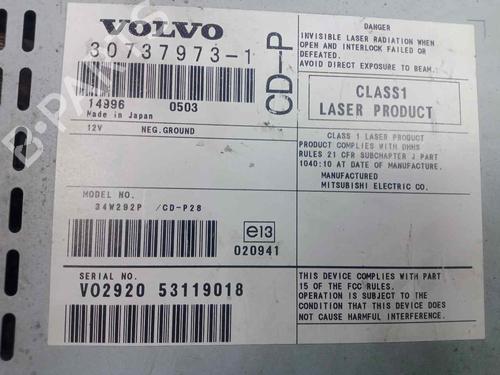 VOLVO
30737973-1
CD-P
14996 0503
Made in Japan
12V NEG.GROUND
MODEL NO.
34W292P /CD-P28
e13
020941
SERIAL NO.
VO2920 53119018
DANGER
INVISIBLE LASER RADIATION WHEN
OPEN AND INTERLOCK FAILED OR
DEFEATED.
AVOID DIRECT EXPOSURE TO BEAM.
CLASS1
LASER PRODUCT
CLASS 1 LASER PRODUCT
PRODUCT COMPLIES WITH DHHS
RULES 21 CFR SUBCHAPTER J PART
1040:10 AT DATE OF MANUFACTURE.
MANUFACTURED
MITSUBISHI ELECTRIC CO.
THIS DEVICE COMPLIES WITH PART
15 OF THE FCC RULES.
OPERATION IS SUBJECT TO THE
CONDITION THAT THIS DEVICE DOES
NOT CAUSE HARMFUL INTERFERENCE.
B-PARTS